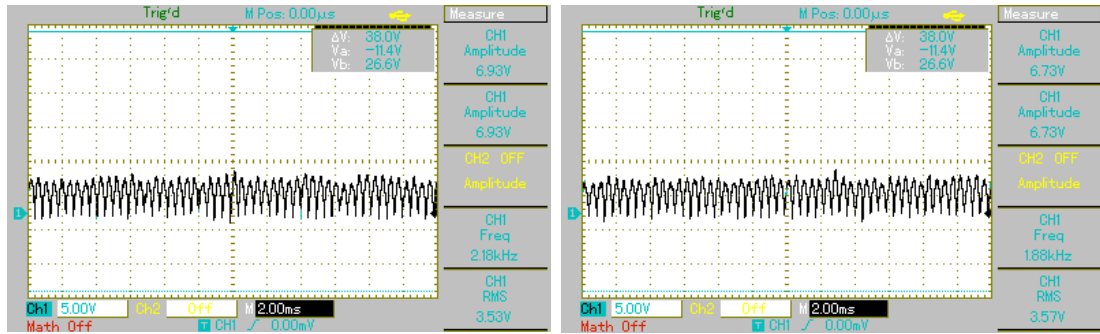 Trig'd M Pos: 0.00μs Measure
ΔV: 38.0V
Va: -11.4V
Vb: 26.6V
CH1
Amplitude
6.93V
CH1
Amplitude
6.93V
CH2 OFF
Amplitude
CH1
Freq
2.18kHz
CH1
RMS
3.53V
1
Ch1 5.00V Ch2 Off M 2.00ms
Math Off T CH1 / 0.00mV
Trig'd M Pos: 0.00μs Measure
ΔV: 38.0V
Va: -11.4V
Vb: 26.6V
CH1
Amplitude
6.73V
CH1
Amplitude
6.73V
CH2 OFF
Amplitude
CH1
Freq
1.88kHz
CH1
RMS
3.57V
1
Ch1 5.00V Ch2 Off M 2.00ms
Math Off T CH1 / 0.00mV